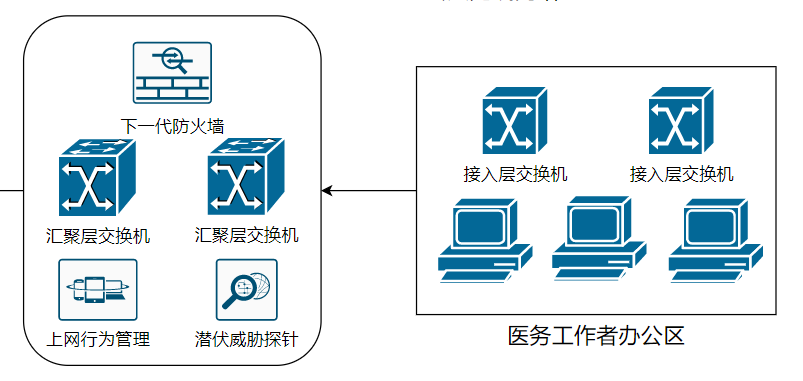 下一代防火墙
汇聚层交换机
汇聚层交换机
上网行为管理
潜伏威胁探针
接入层交换机
接入层交换机
医务工作者办公区